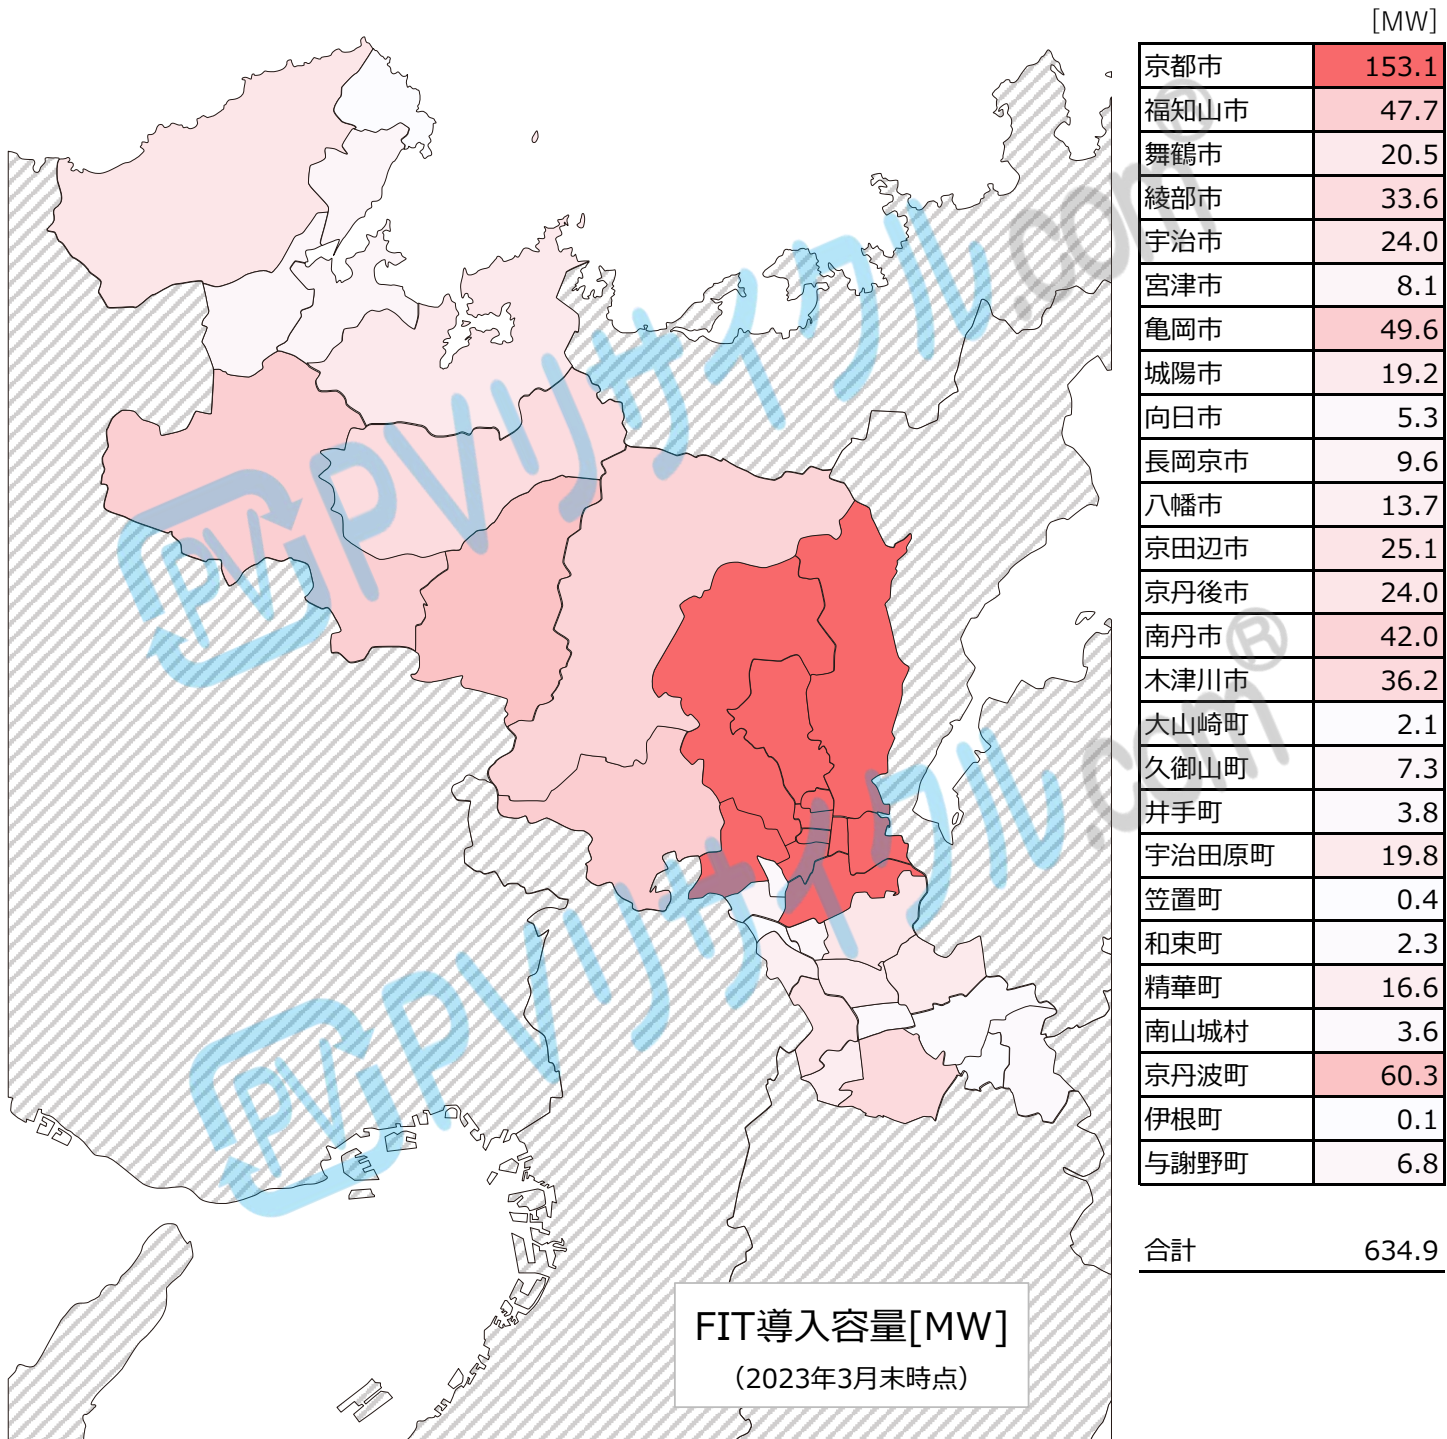 [MW]
京都市 153.1
福知山市 47.7
舞鶴市 20.5
綾部市 33.6
宇治市 24.0
宮津市 8.1
亀岡市 49.6
城陽市 19.2
向日市 5.3
長岡京市 9.6
八幡市 13.7
京田辺市 25.1
京丹後市 24.0
南丹市 42.0
木津川市 36.2
大山崎町 2.1
久御山町 7.3
井手町 3.8
宇治田原町 19.8
笠置町 0.4
和束町 2.3
精華町 16.6
南山城村 3.6
京丹波町 60.3
伊根町 0.1
与謝野町 6.8
合計 634.9
FIT導入容量[MW]
（2023年3月末時点）
PV PVリサイクル.com®
PV PVリサイクル.com®